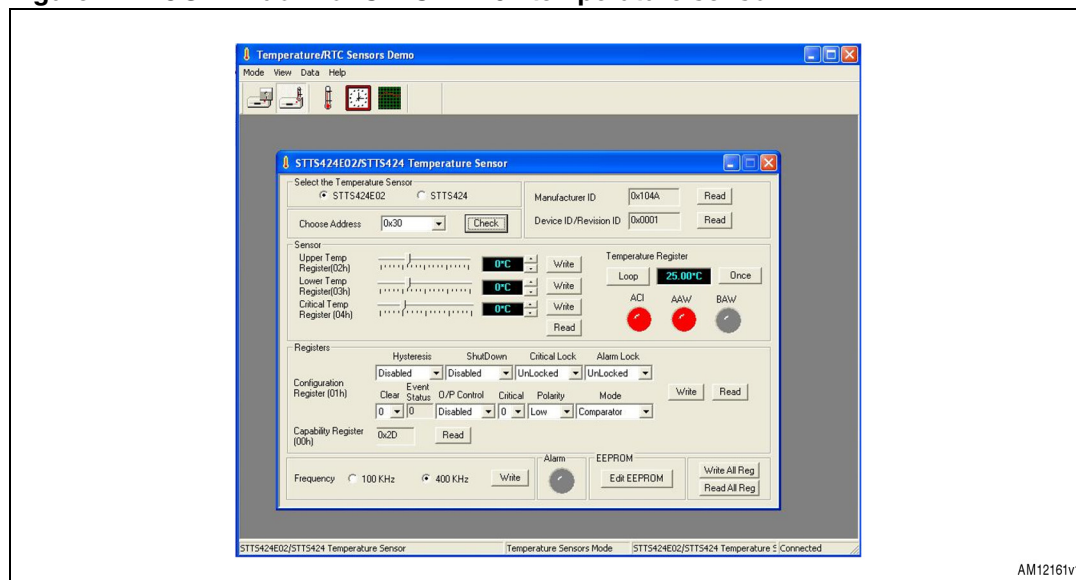 Temperature/RTC Sensors Demo
Mode View Data Help
STTS424E02/STTS424 Temperature Sensor
Select the Temperature Sensor
STTS424E02 STTS424
Manufacturer ID 0x104A Read
Choose Address 0x30 Check
Device ID/Revision ID 0x0001 Read
Sensor
Upper Temp Register(02h) 0°C Write
Lower Temp Register(03h) 0°C Write
Critical Temp Register (04h) 0°C Write
Read
Temperature Register
Loop 25.00°C Once
ACI AAW BAW
Registers
Hysteresis ShutDown Critical Lock Alarm Lock
Disabled Disabled UnLocked UnLocked
Configuration Register (01h)
Clear Event Status O/P Control Critical Polarity Mode
0 0 Disabled 0 Low Comparator
Write Read
Capability Register (00h) 0x2D Read
Frequency 100 KHz 400 KHz Write
Alarm
EEPROM
Edit EEPROM
Write All Reg
Read All Reg
STTS424E02/STTS424 Temperature Sensor Temperature Sensors Mode STTS424E02/STTS424 Temperature S Connected
AM12161v